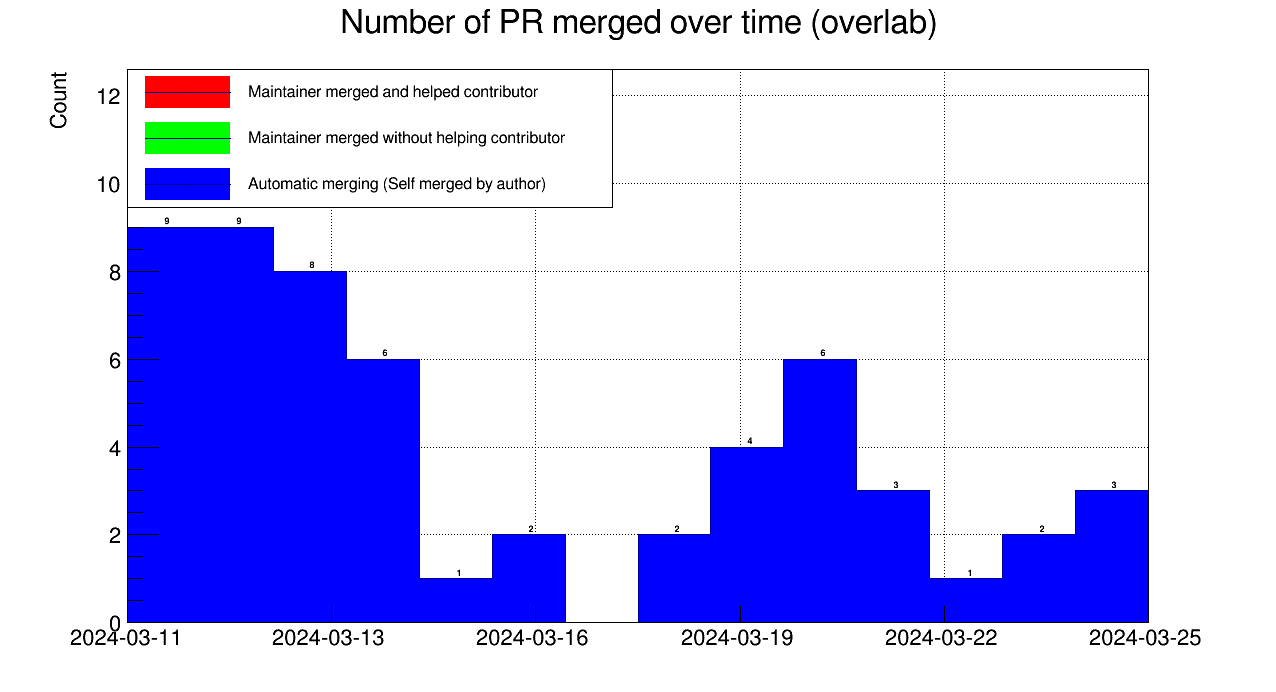 Number of PR merged over time (overlab)
Count
Maintainer merged and helped contributor
Maintainer merged without helping contributor
Automatic merging (Self merged by author)
12
10
8
6
4
2
0
9 9 8 6 1 2 2 4 6 3 1 2 3
2024-03-11 2024-03-13 2024-03-16 2024-03-19 2024-03-22 2024-03-25